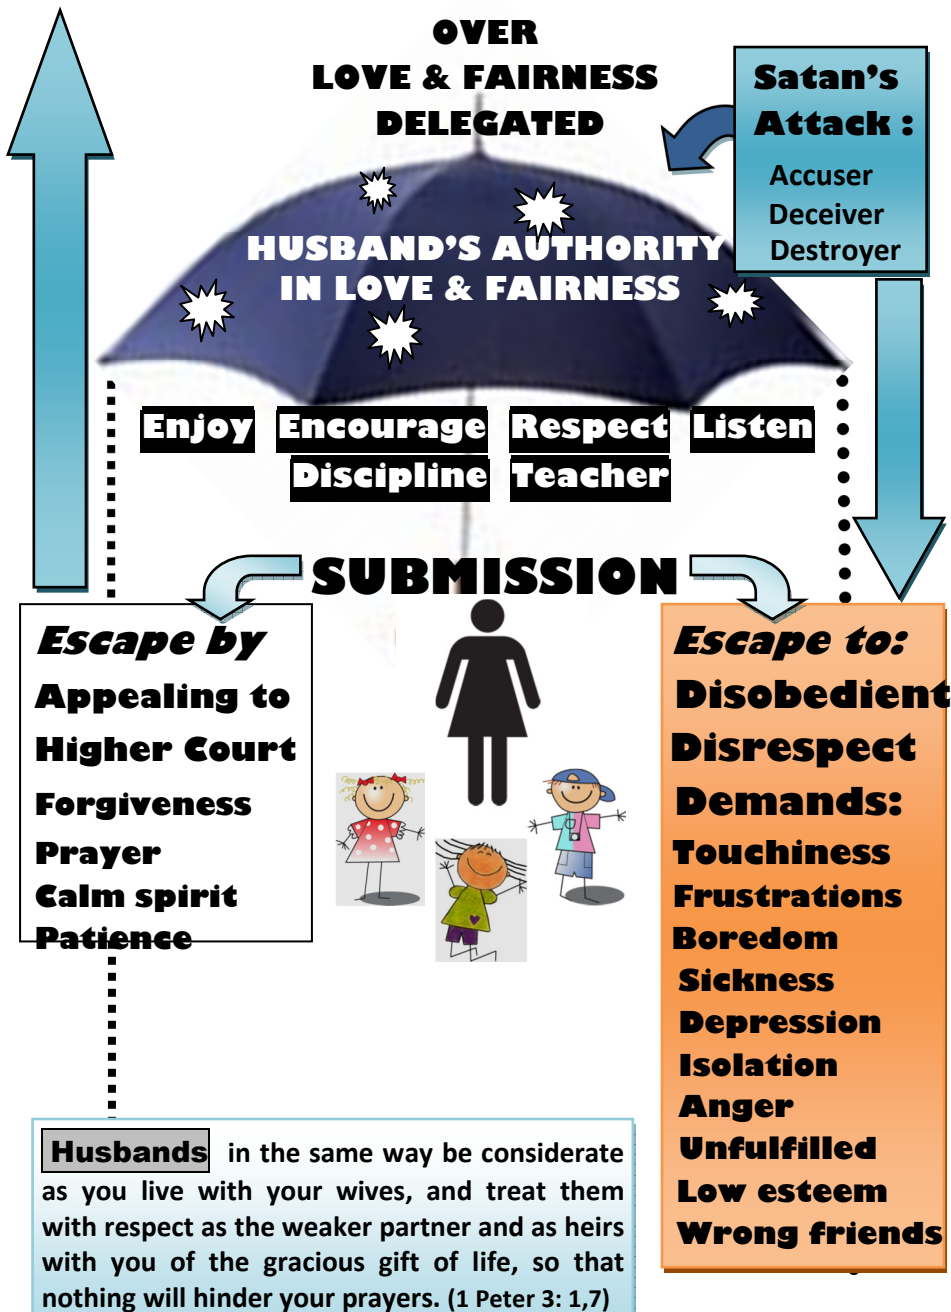 OVER
LOVE & FAIRNESS
DELEGATED
Satan's
Attack :
Accuser
Deceiver
Destroyer
HUSBAND'S AUTHORITY
IN LOVE & FAIRNESS
Enjoy Encourage Respect Listen
Discipline Teacher
SUBMISSION
Escape by
Appealing to
Higher Court
Forgiveness
Prayer
Calm spirit
Patience
Escape to:
Disobedient
Disrespect
Demands:
Touchiness
Frustrations
Boredom
Sickness
Depression
Isolation
Anger
Unfulfilled
Low esteem
Wrong friends
Husbands in the same way be considerate
as you live with your wives, and treat them
with respect as the weaker partner and as heirs
with you of the gracious gift of life, so that
nothing will hinder your prayers. (1 Peter 3: 1,7)